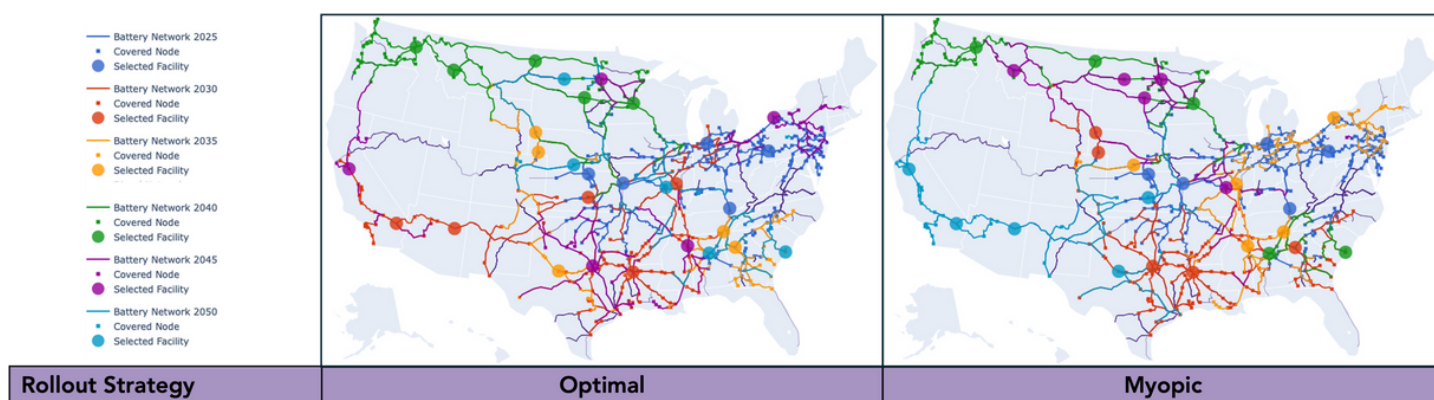 Battery Network 2025
Covered Node
Selected Facility
Battery Network 2030
Covered Node
Selected Facility
Battery Network 2035
Covered Node
Selected Facility
Battery Network 2040
Covered Node
Selected Facility
Battery Network 2045
Covered Node
Selected Facility
Battery Network 2050
Covered Node
Selected Facility
Rollout Strategy
Optimal
Myopic